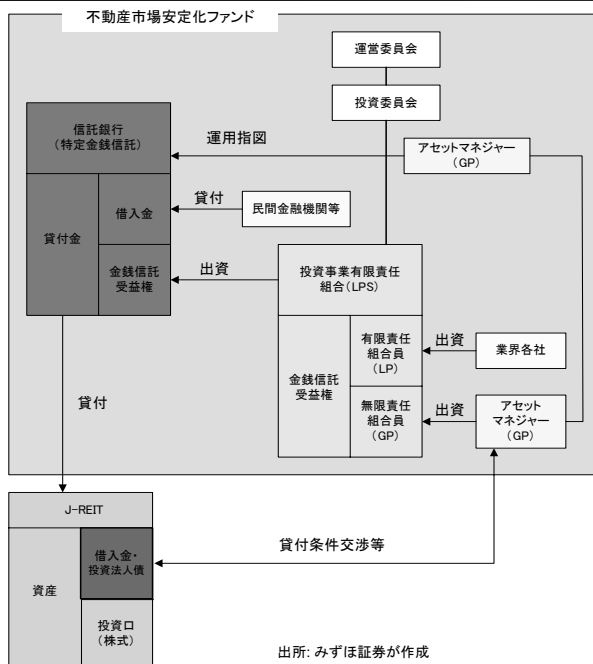 不動産市場安定化ファンド
運営委員会
投資委員会
信託銀行
(特定金銭信託)
運用指図
アセットマネジャー
(GP)
貸付金
借入金
貸付
民間金融機関等
金銭信託
受益権
出資
投資事業有限責任
組合(LPS)
金銭信託
受益権
有限責任
組合員
(LP)
出資
業界各社
無限責任
組合員
(GP)
出資
アセット
マネジャー
(GP)
貸付
J-REIT
資産
借入金・
投資法人債
貸付条件交渉等
投資口
(株式)
出所: みずほ証券が作成